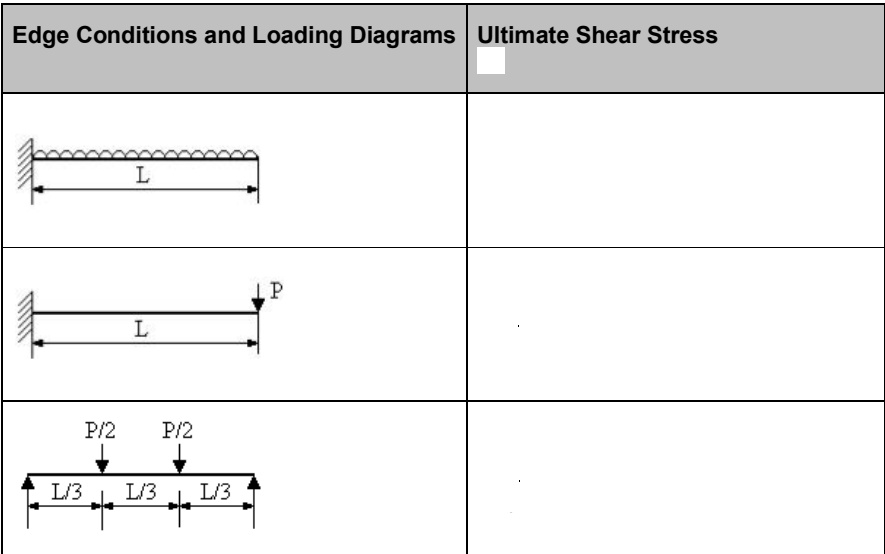 Edge Conditions and Loading Diagrams
Ultimate Shear Stress
L
P
L
P/2 P/2
L/3 L/3 L/3